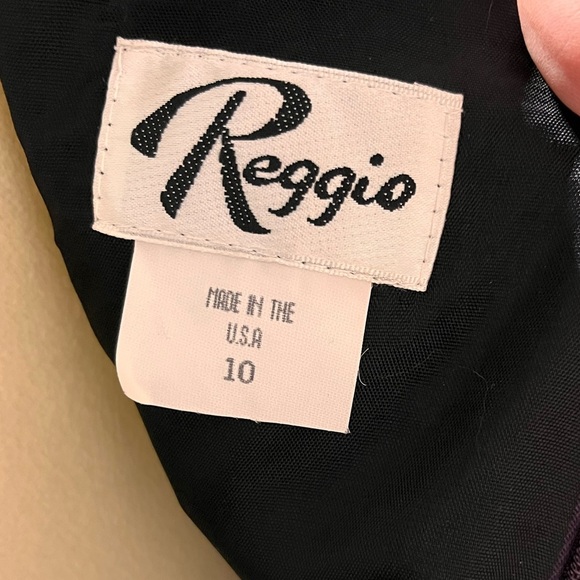 Reggio
MADE IN THE
U.S.A
10